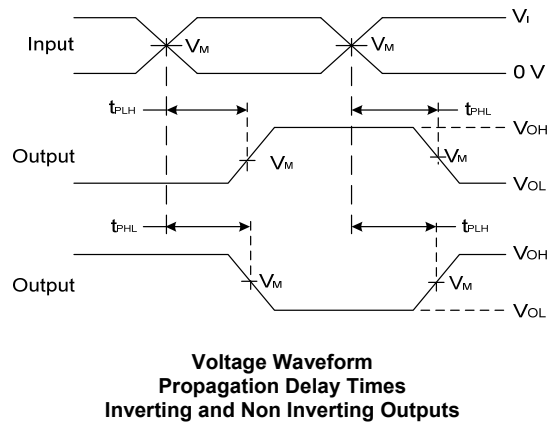 VI
Input VM VM
0 V
tPLH tPHL
VOH
Output VM VM
VOL
tPHL tPLH
VOH
Output VM VM
VOL
Voltage Waveform
Propagation Delay Times
Inverting and Non Inverting Outputs